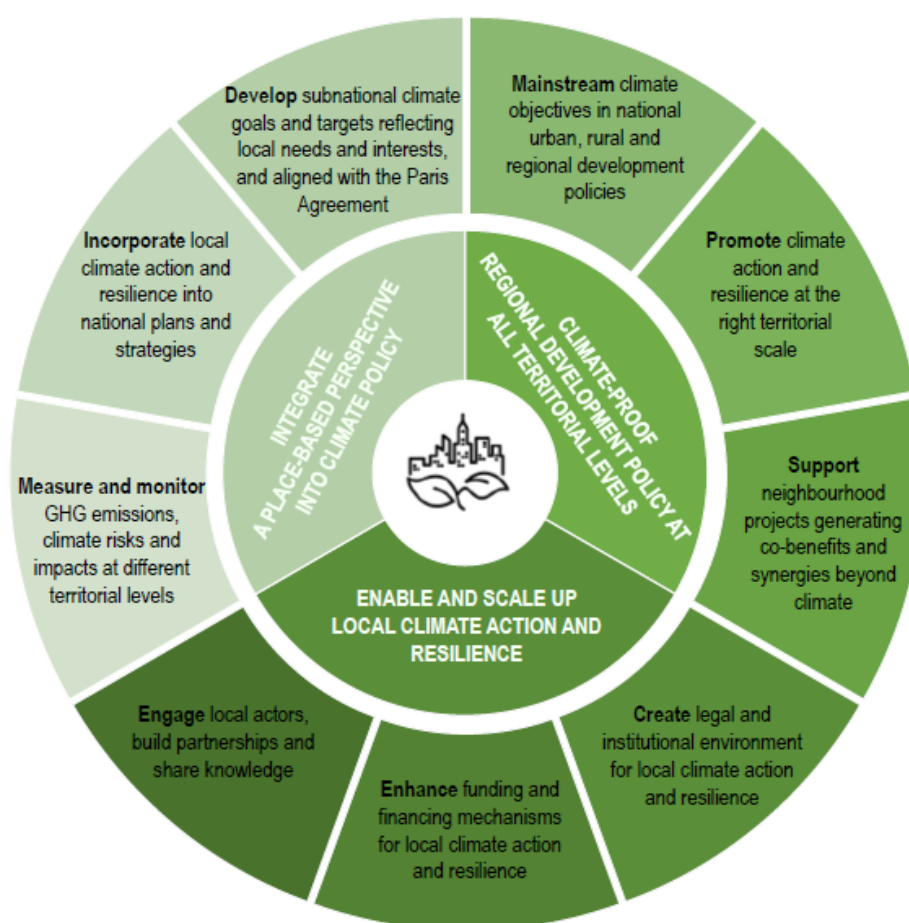 Develop subnational climate
goals and targets reflecting
local needs and interests,
and aligned with the Paris
Agreement
Mainstream climate
objectives in national
urban, rural and
regional development
policies
Incorporate local
climate action and
resilience into
national plans and
strategies
Promote climate
action and
resilience at the
right territorial
scale
INTEGRATE
A PLACE-BASED PERSPECTIVE
INTO CLIMATE POLICY
CLIMATE-PROOF
REGIONAL DEVELOPMENT POLICY AT
ALL TERRITORIAL LEVELS
Measure and monitor
GHG emissions,
climate risks and
impacts at different
territorial levels
Support
neighbourhood
projects generating
co-benefits and
synergies beyond
climate
ENABLE AND SCALE UP
LOCAL CLIMATE ACTION AND
RESILIENCE
Engage local actors,
build partnerships and
share knowledge
Enhance funding and
financing mechanisms
for local climate action
and resilience
Create legal and
institutional environment
for local climate action
and resilience